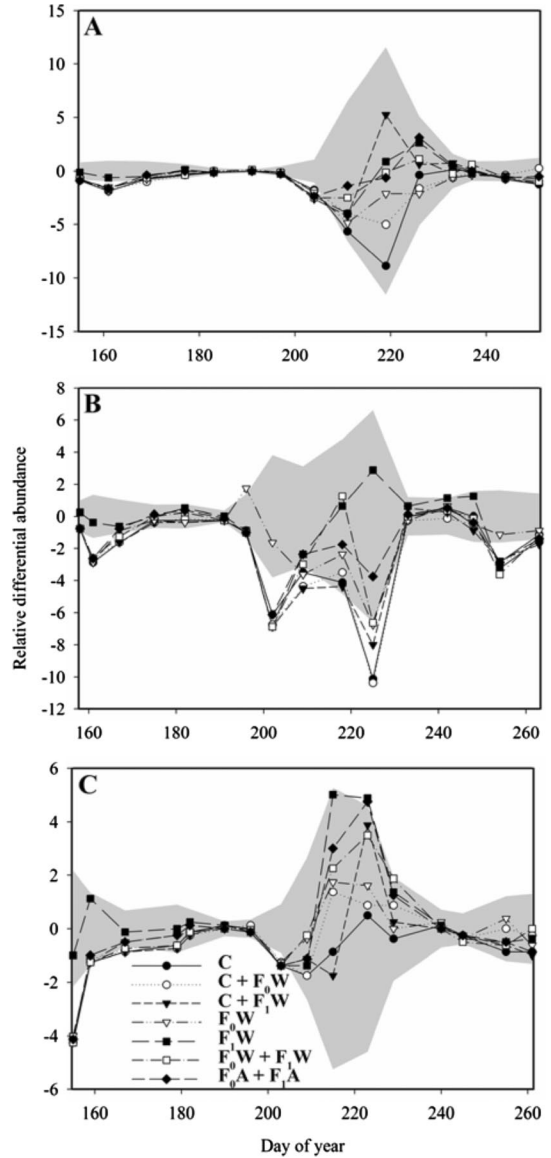 A
15
10
5
0
-5
-10
-15
160 180 200 220 240
B
8
6
4
2
0
-2
-4
-6
-8
-10
-12
160 180 200 220 240 260
Relative differential abundance
C
6
4
2
0
-2
-4
-6
C
C + F₀W
C + F₁W
F₀W
F₁W
F₀W + F₁W
F₀A + F₁A
160 180 200 220 240 260
Day of year